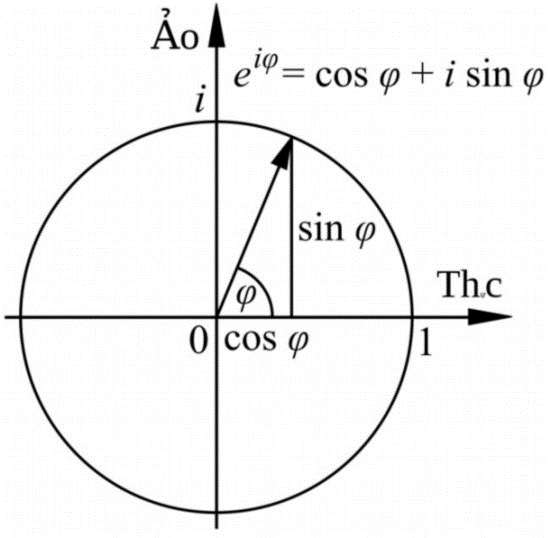 Ảo
e^{iφ} = cos φ + i sin φ
i
sin φ
φ
Thực
0 cos φ 1